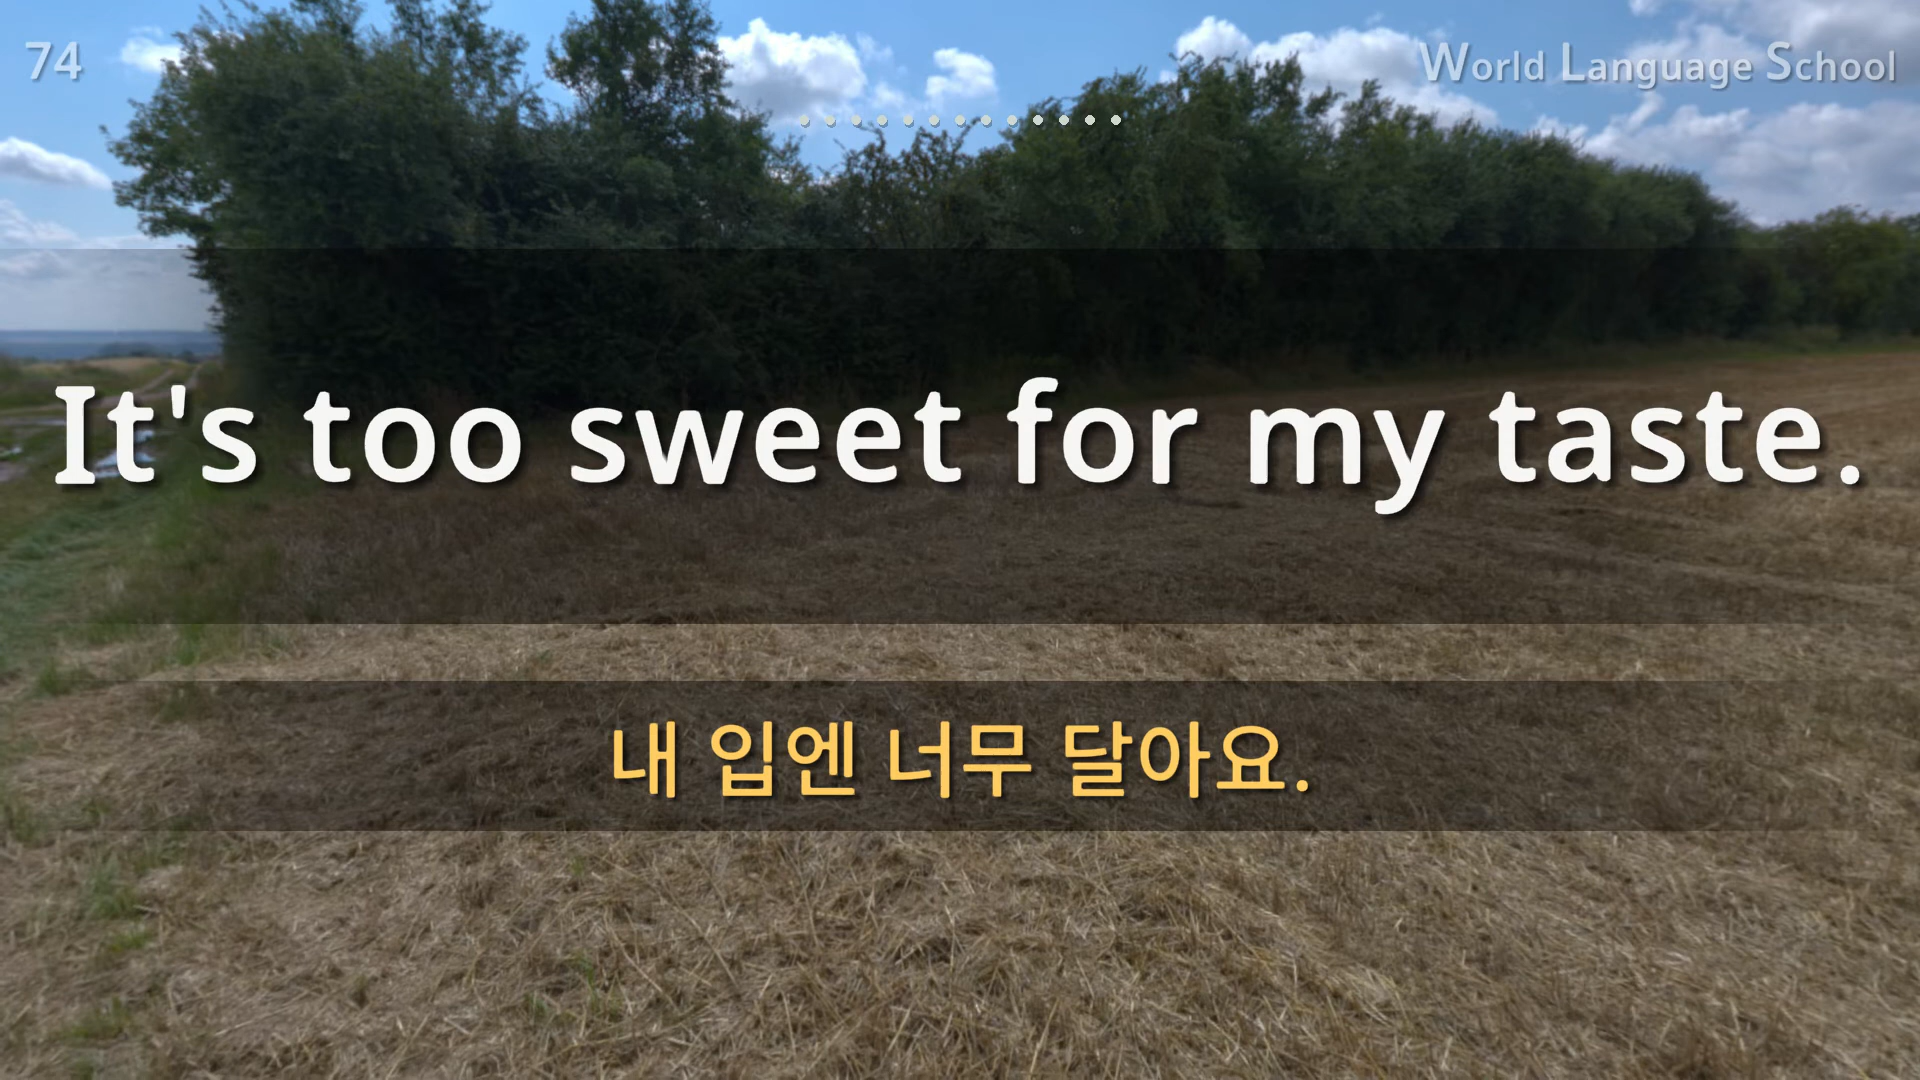 74
World Language School
It's too sweet for my taste.
내 입엔 너무 달아요.